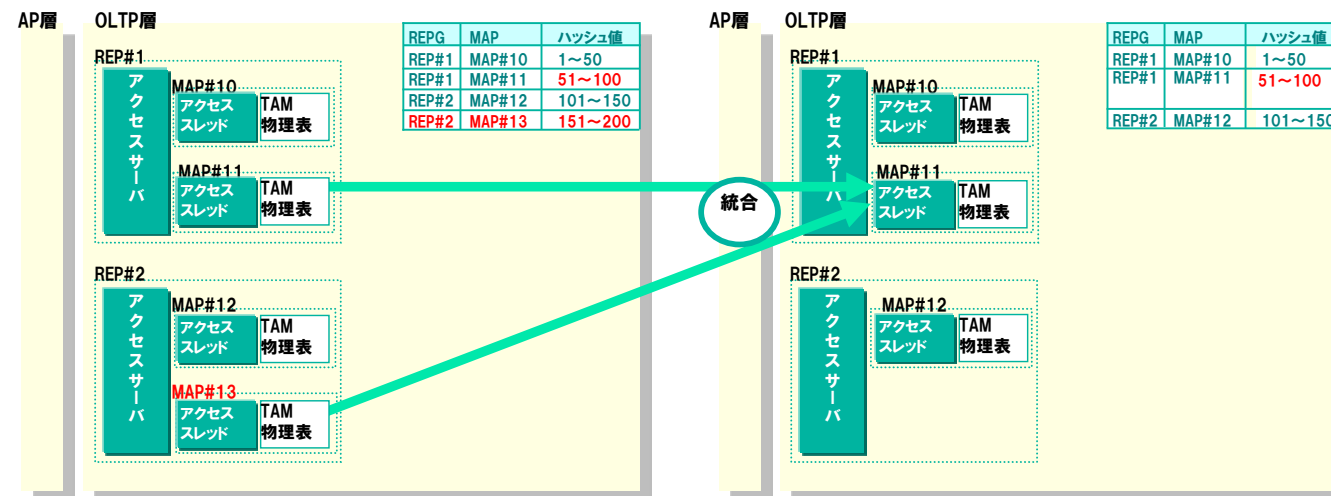 AP層
OLTP層
REPG MAP ハッシュ値
REP#1 MAP#10 1～50
REP#1 MAP#11 51～100
REP#2 MAP#12 101～150
REP#2 MAP#13 151～200
REP#1
アクセスサーバ
MAP#10
アクセス
スレッド
TAM
物理表
MAP#11
アクセス
スレッド
TAM
物理表
REP#2
アクセスサーバ
MAP#12
アクセス
スレッド
TAM
物理表
MAP#13
アクセス
スレッド
TAM
物理表
統合
AP層
OLTP層
REPG MAP ハッシュ値
REP#1 MAP#10 1～50
REP#1 MAP#11 51～100
REP#2 MAP#12 101～150
REP#1
アクセスサーバ
MAP#10
アクセス
スレッド
TAM
物理表
MAP#11
アクセス
スレッド
TAM
物理表
REP#2
アクセスサーバ
MAP#12
アクセス
スレッド
TAM
物理表